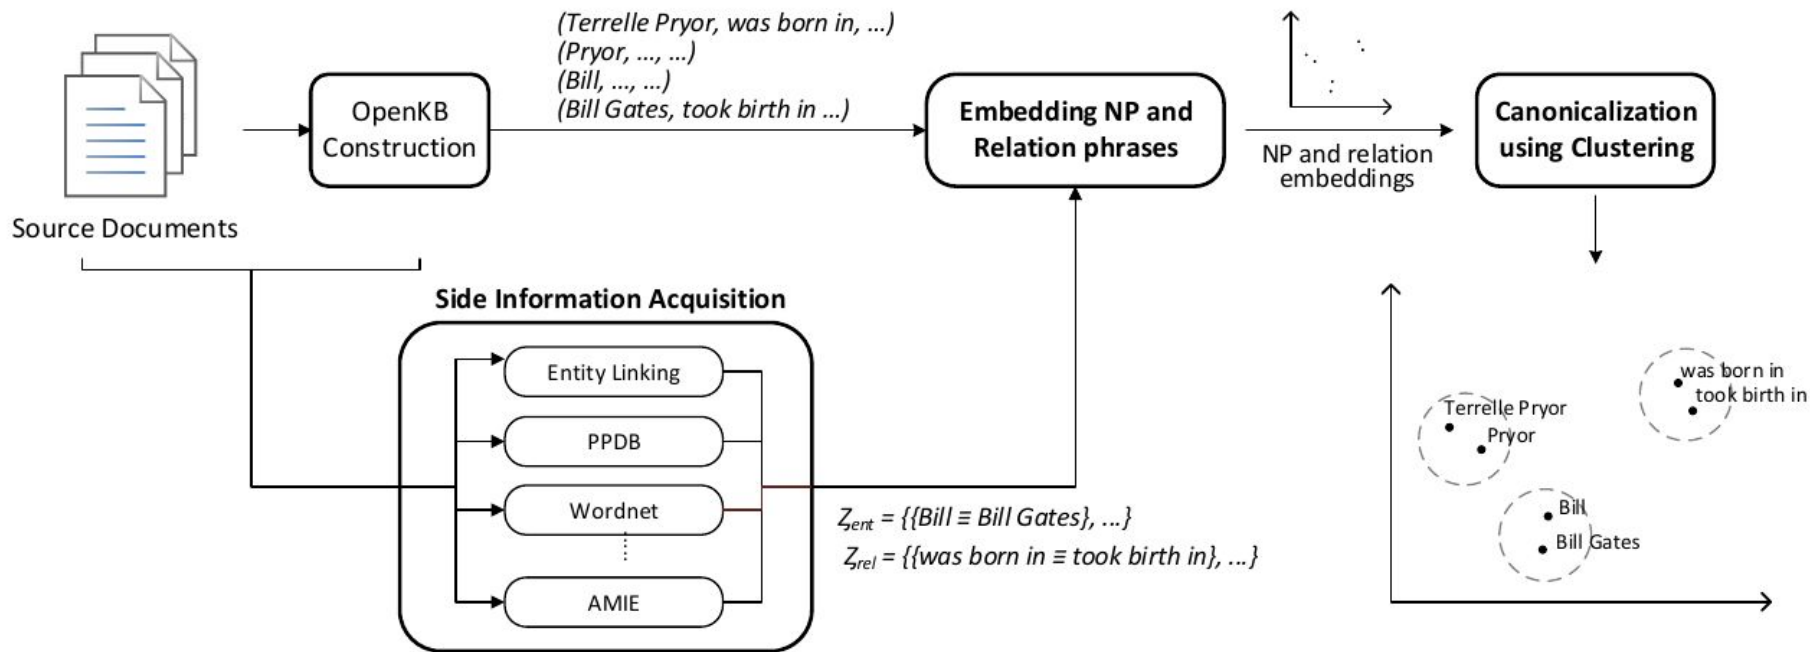 Source Documents
OpenKB
Construction
(Terrelle Pryor, was born in, ...)
(Pryor, ..., ...)
(Bill, ..., ...)
(Bill Gates, took birth in ...)
Embedding NP and
Relation phrases
NP and relation
embeddings
Canonicalization
using Clustering
Side Information Acquisition
Entity Linking
PPDB
Wordnet
AMIE
ζent = {{Bill ≡ Bill Gates}, ...}
ζrel = {{was born in ≡ took birth in}, ...}
was born in
took birth in
Terrelle Pryor
Pryor
Bill
Bill Gates